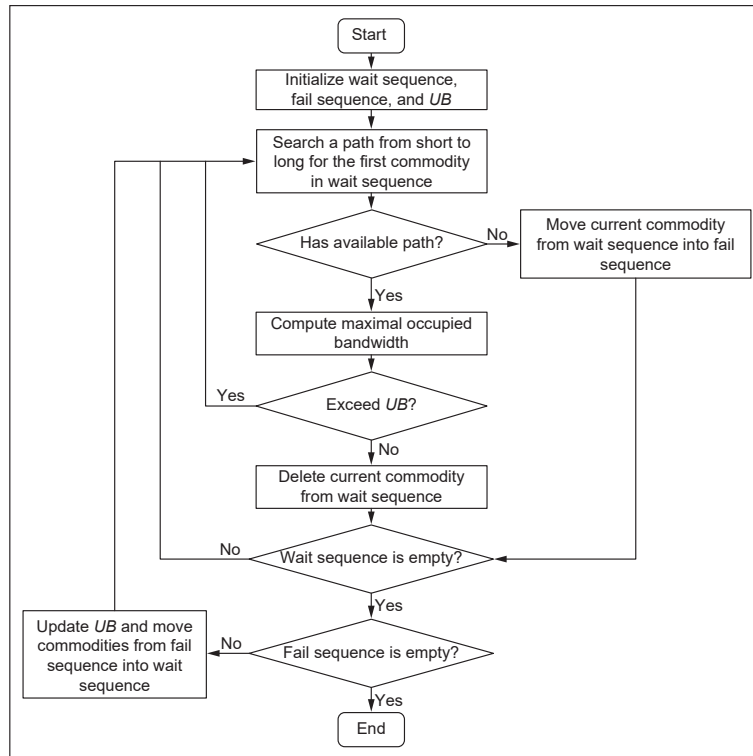 Start
Initialize wait sequence,
fail sequence, and UB
Search a path from short to
long for the first commodity
in wait sequence
Has available path?
No
Move current commodity
from wait sequence into fail
sequence
Yes
Compute maximal occupied
bandwidth
Yes
Exceed UB?
No
Delete current commodity
from wait sequence
No
Wait sequence is empty?
Yes
Update UB and move
commodities from fail
sequence into wait
sequence
No
Fail sequence is empty?
Yes
End